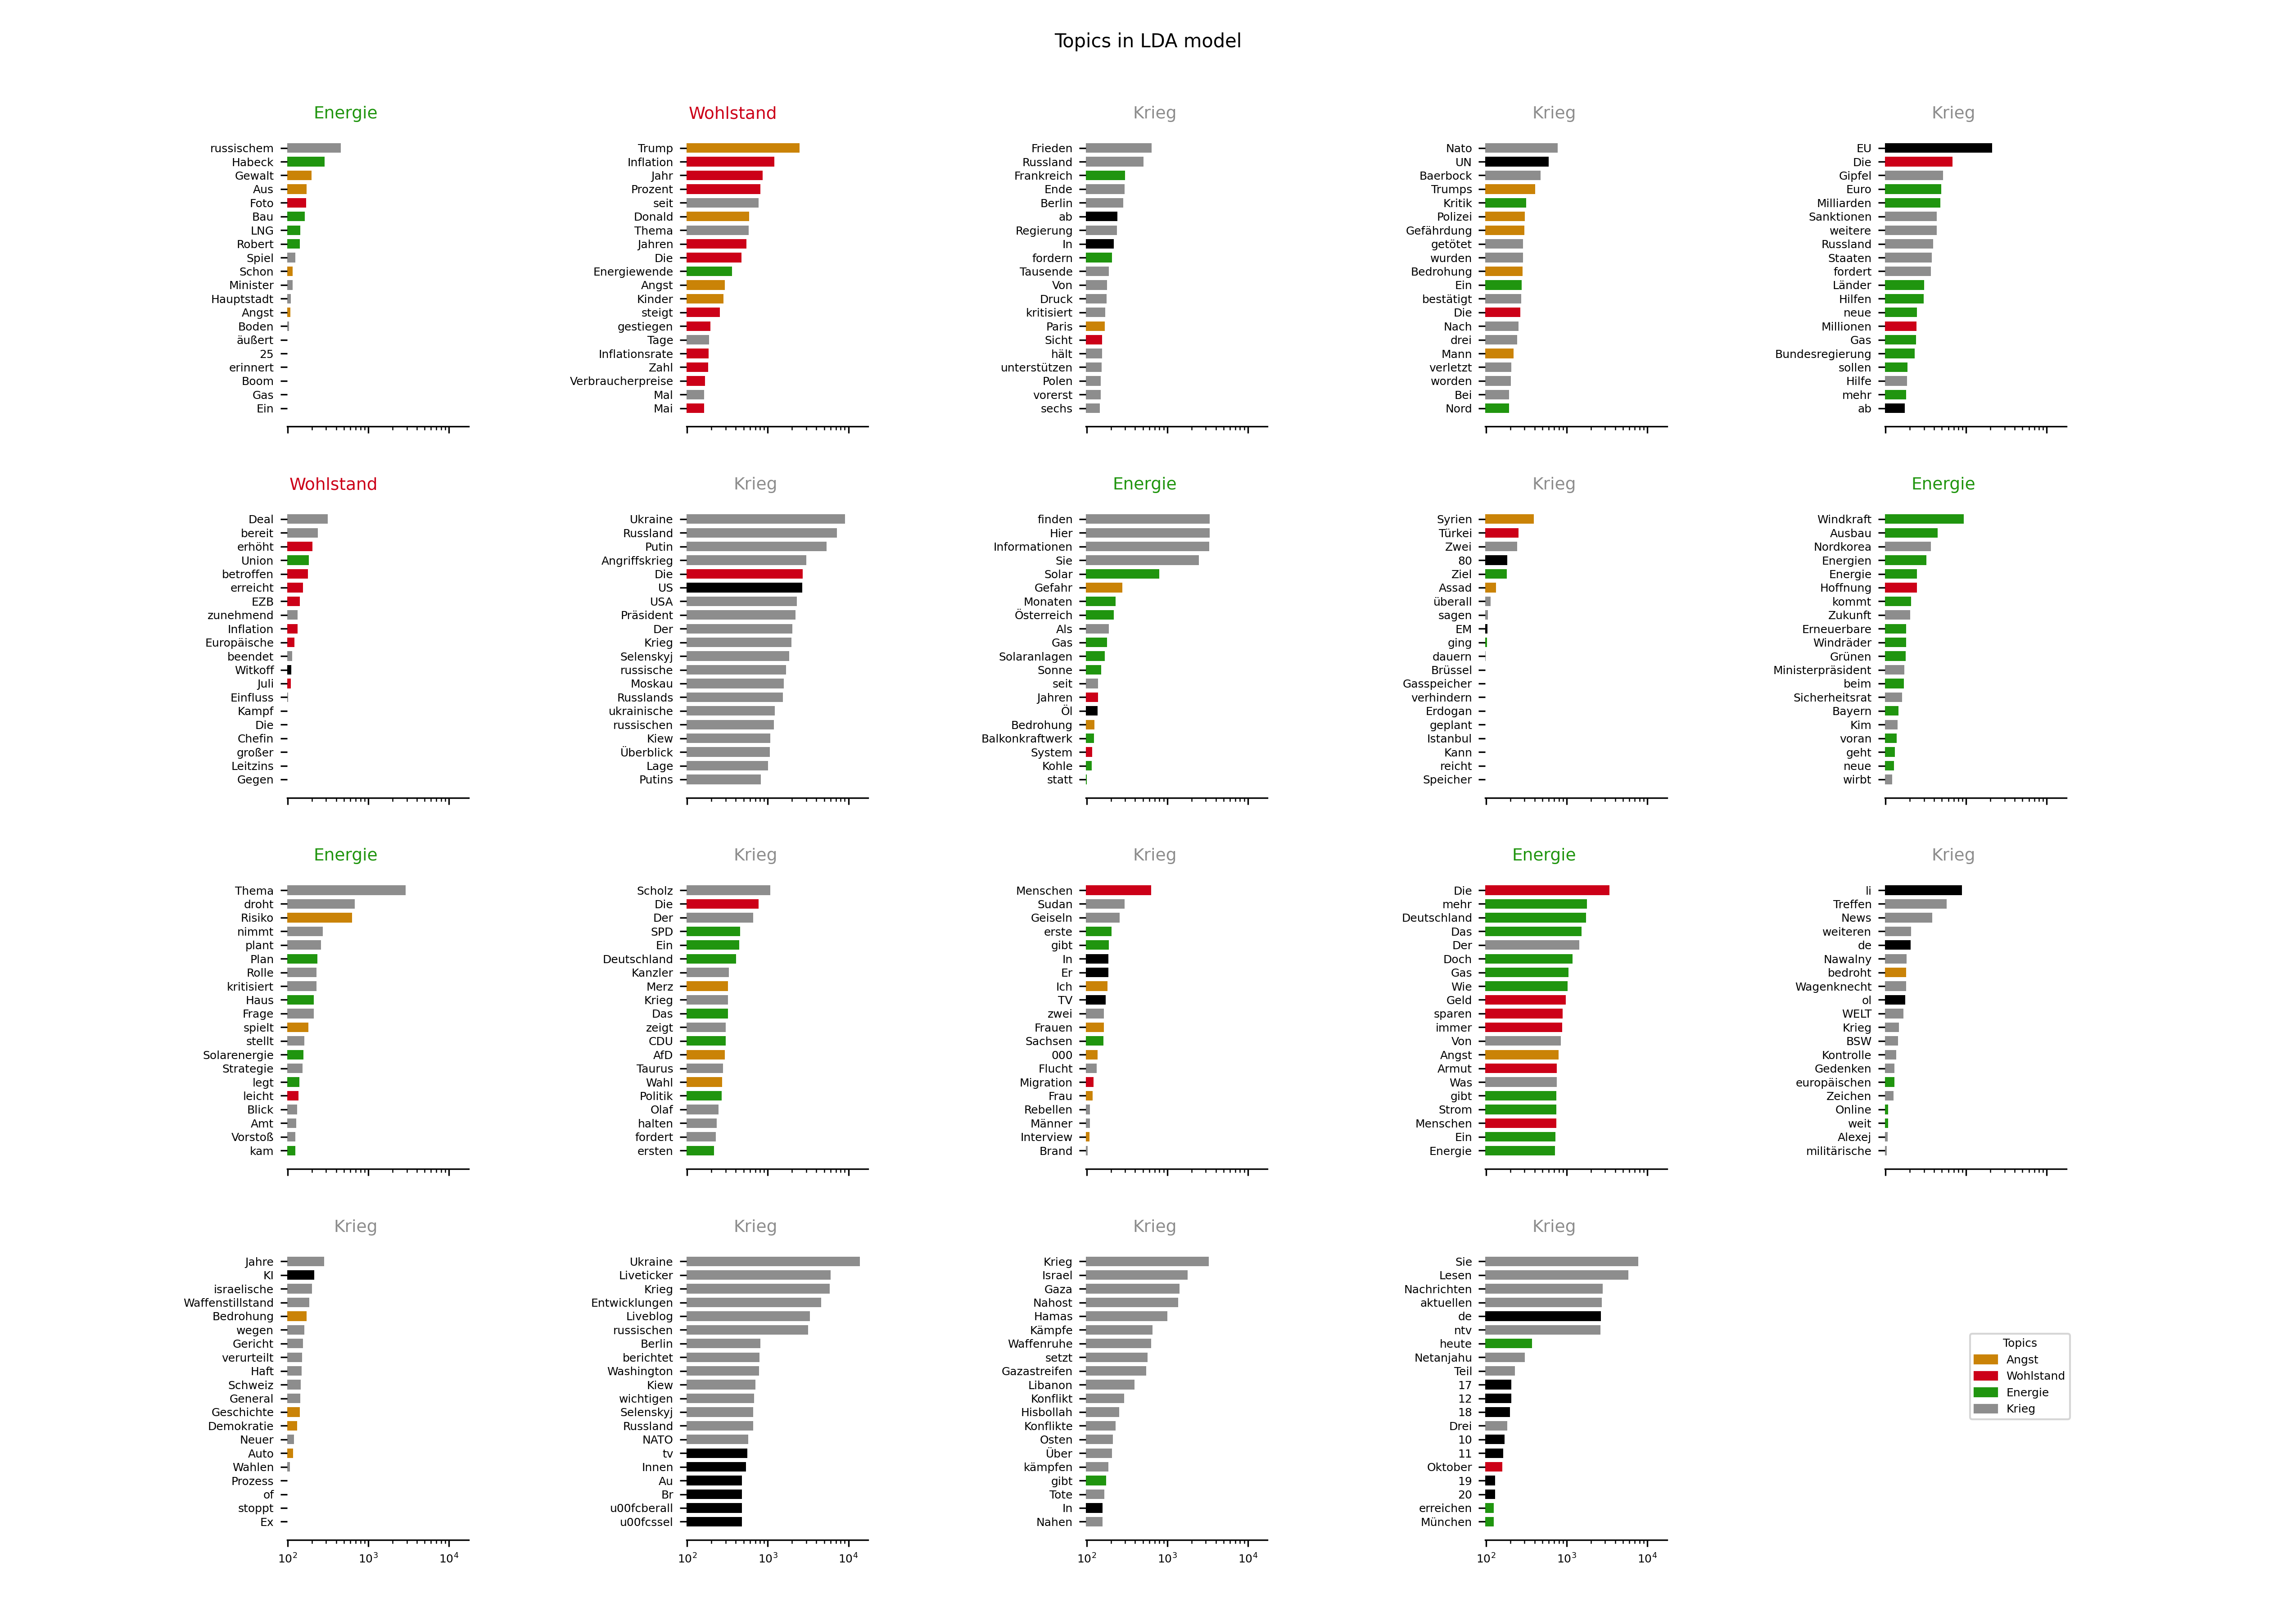 Topics in LDA model
Energie
russischem
Habeck
Gewalt
Aus
Foto
Bau
LNG
Robert
Spiel
Schon
Minister
Hauptstadt
Angst
Boden
äußert
25
erinnert
Boom
Gas
Ein
Wohlstand
Trump
Inflation
Jahr
Prozent
seit
Donald
Thema
Jahren
Die
Energiewende
Angst
Kinder
steigt
gestiegen
Tage
Inflationsrate
Zahl
Verbraucherpreise
Mal
Mai
Krieg
Frieden
Russland
Frankreich
Ende
Berlin
ab
Regierung
In
fordern
Tausende
Von
Druck
kritisiert
Paris
Sicht
hält
unterstützen
Polen
vorerst
sechs
Krieg
Nato
UN
Baerbock
Trumps
Kritik
Polizei
Gefährdung
getötet
wurden
Bedrohung
Ein
bestätigt
Die
Nach
drei
Mann
verletzt
worden
Bei
Nord
Krieg
EU
Die
Gipfel
Euro
Milliarden
Sanktionen
weitere
Russland
Staaten
fordert
Länder
Hilfen
neue
Millionen
Gas
Bundesregierung
sollen
Hilfe
mehr
ab
Wohlstand
Deal
bereit
erhöht
Union
betroffen
erreicht
EZB
zunehmend
Inflation
Europäische
beendet
Witkoff
Juli
Einfluss
Kampf
Die
Chefin
großer
Leitzins
Gegen
Krieg
Ukraine
Russland
Putin
Angriffskrieg
Die
US
USA
Präsident
Der
Krieg
Selenskyj
russische
Moskau
Russlands
ukrainische
russischen
Kiew
Überblick
Lage
Putins
Energie
finden
Hier
Informationen
Sie
Solar
Gefahr
Monaten
Österreich
Als
Gas
Solaranlagen
Sonne
seit
Jahren
Öl
Bedrohung
Balkonkraftwerk
System
Kohle
statt
Krieg
Syrien
Türkei
Zwei
80
Ziel
Assad
überall
sagen
EM
ging
dauern
Brüssel
Gasspeicher
verhindern
Erdogan
geplant
Istanbul
Kann
reicht
Speicher
Energie
Windkraft
Ausbau
Nordkorea
Energien
Energie
Hoffnung
kommt
Zukunft
Erneuerbare
Windräder
Grünen
Ministerpräsident
beim
Sicherheitsrat
Bayern
Kim
voran
geht
neue
wirbt
Energie
Thema
droht
Risiko
nimmt
plant
Plan
Rolle
kritisiert
Haus
Frage
spielt
stellt
Solarenergie
Strategie
legt
leicht
Blick
Amt
Vorstoß
kam
Krieg
Scholz
Die
Der
SPD
Ein
Deutschland
Kanzler
Merz
Krieg
Das
zeigt
CDU
AfD
Taurus
Wahl
Politik
Olaf
halten
fordert
ersten
Krieg
Menschen
Sudan
Geiseln
erste
gibt
In
Er
Ich
TV
zwei
Frauen
Sachsen
000
Flucht
Migration
Frau
Rebellen
Männer
Interview
Brand
Energie
Die
mehr
Deutschland
Das
Der
Doch
Gas
Wie
Geld
sparen
immer
Von
Angst
Armut
Was
gibt
Strom
Menschen
Ein
Energie
Krieg
li
Treffen
News
weiteren
de
Nawalny
bedroht
Wagenknecht
ol
WELT
Krieg
BSW
Kontrolle
Gedenken
europäischen
Zeichen
Online
weit
Alexej
militärische
Krieg
Jahre
KI
israelische
Waffenstillstand
Bedrohung
wegen
Gericht
verurteilt
Haft
Schweiz
General
Geschichte
Demokratie
Neuer
Auto
Wahlen
Prozess
of
stoppt
Ex
10² 10³ 10⁴
Krieg
Ukraine
Liveticker
Krieg
Entwicklungen
Liveblog
russischen
Berlin
berichtet
Washington
Kiew
wichtigen
Selenskyj
Russland
NATO
tv
Innen
Au
Br
u00fcberall
u00fcssel
10² 10³ 10⁴
Krieg
Krieg
Israel
Gaza
Nahost
Hamas
Kämpfe
Waffenruhe
setzt
Gazastreifen
Libanon
Konflikt
Hisbollah
Konflikte
Osten
Über
kämpfen
gibt
Tote
In
Nahen
10² 10³ 10⁴
Krieg
Sie
Lesen
Nachrichten
aktuellen
de
ntv
heute
Netanjahu
Teil
17
12
18
Drei
10
11
Oktober
19
20
erreichen
München
10² 10³ 10⁴
Topics
Angst
Wohlstand
Energie
Krieg